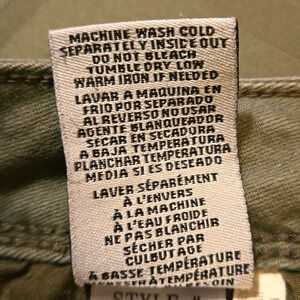 MACHINE WASH COLD
SEPARATELY INSIDE OUT
DO NOT BLEACH
TUMBLE DRY LOW
WARM IRON IF NEEDED
LAVAR A MAQUINA EN
FRIO POR SEPARADO
AL REVERSO NO USAR
AGENTE BLANQUEADOR
SECAR EN SECADORA
A BAJA TEMPERATURA
PLANCHAR TEMPERATURA
MEDIA SI ES DESEADO
LAVER SÉPARÉMENT
À L'ENVERS
À LA MACHINE
À L'EAU FROIDE
NE PAS BLANCHIR
SÉCHER PAR
CULBUTAGE
À BASSE TEMPÉRATURE
STYLE